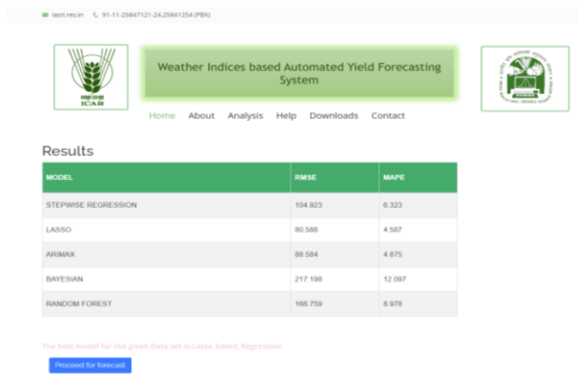 iasri.res.in 91-11-25847121-24,25841254 (PBX)
Weather Indices based Automated Yield Forecasting
System
ICAR
Home About Analysis Help Downloads Contact
Results
MODEL RMSE MAPE
STEPWISE REGRESSION 104.923 6.323
LASSO 80.588 4.587
ARIMAX 88.584 4.875
BAYESIAN 217.198 12.097
RANDOM FOREST 166.759 8.978
The best model for the given Data set is:Lasso_based_Regression
Proceed for forecast